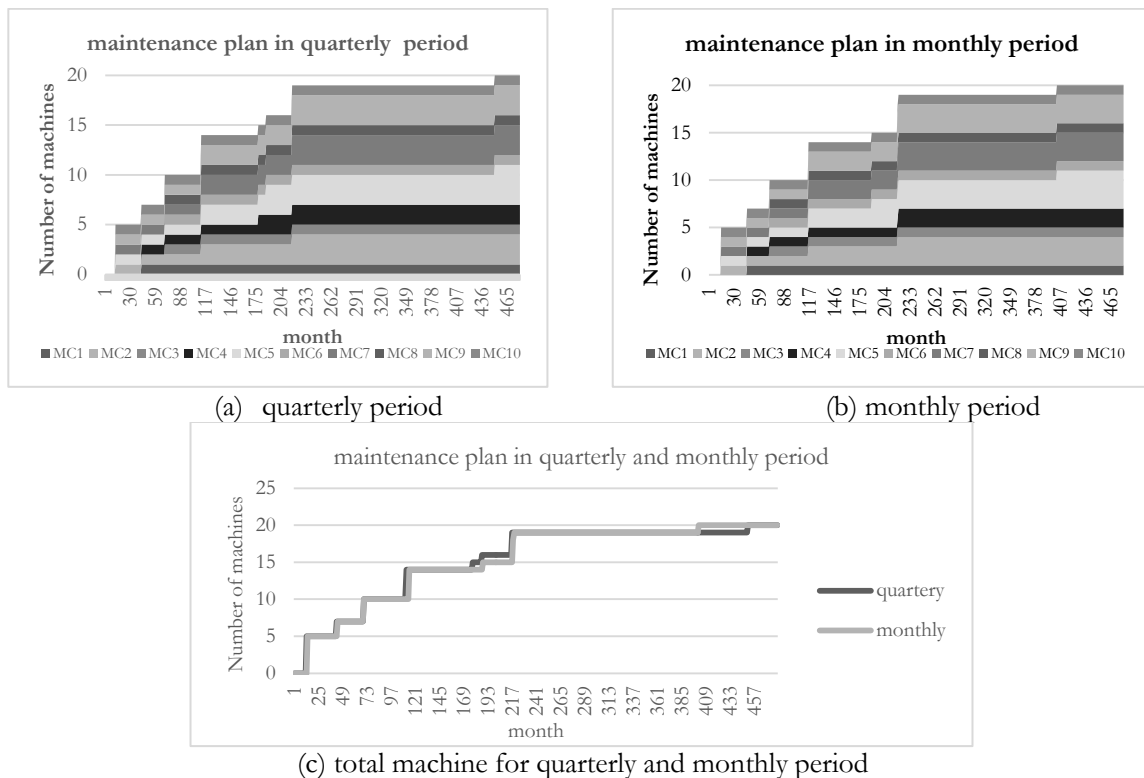 maintenance plan in quarterly period
Number of machines
20
15
10
5
0
1 30 59 88 117 146 175 204 233 262 291 320 349 378 407 436 465
month
MC1 MC2 MC3 MC4 MC5 MC6 MC7 MC8 MC9 MC10
(a) quarterly period
maintenance plan in monthly period
Number of machines
20
15
10
5
0
1 30 59 88 117 146 175 204 233 262 291 320 349 378 407 436 465
month
MC1 MC2 MC3 MC4 MC5 MC6 MC7 MC8 MC9 MC10
(b) monthly period
maintenance plan in quarterly and monthly period
Number of machines
25
20
15
10
5
0
1 25 49 73 97 121 145 169 193 217 241 265 289 313 337 361 385 409 433 457
month
quartery
monthly
(c) total machine for quarterly and monthly period